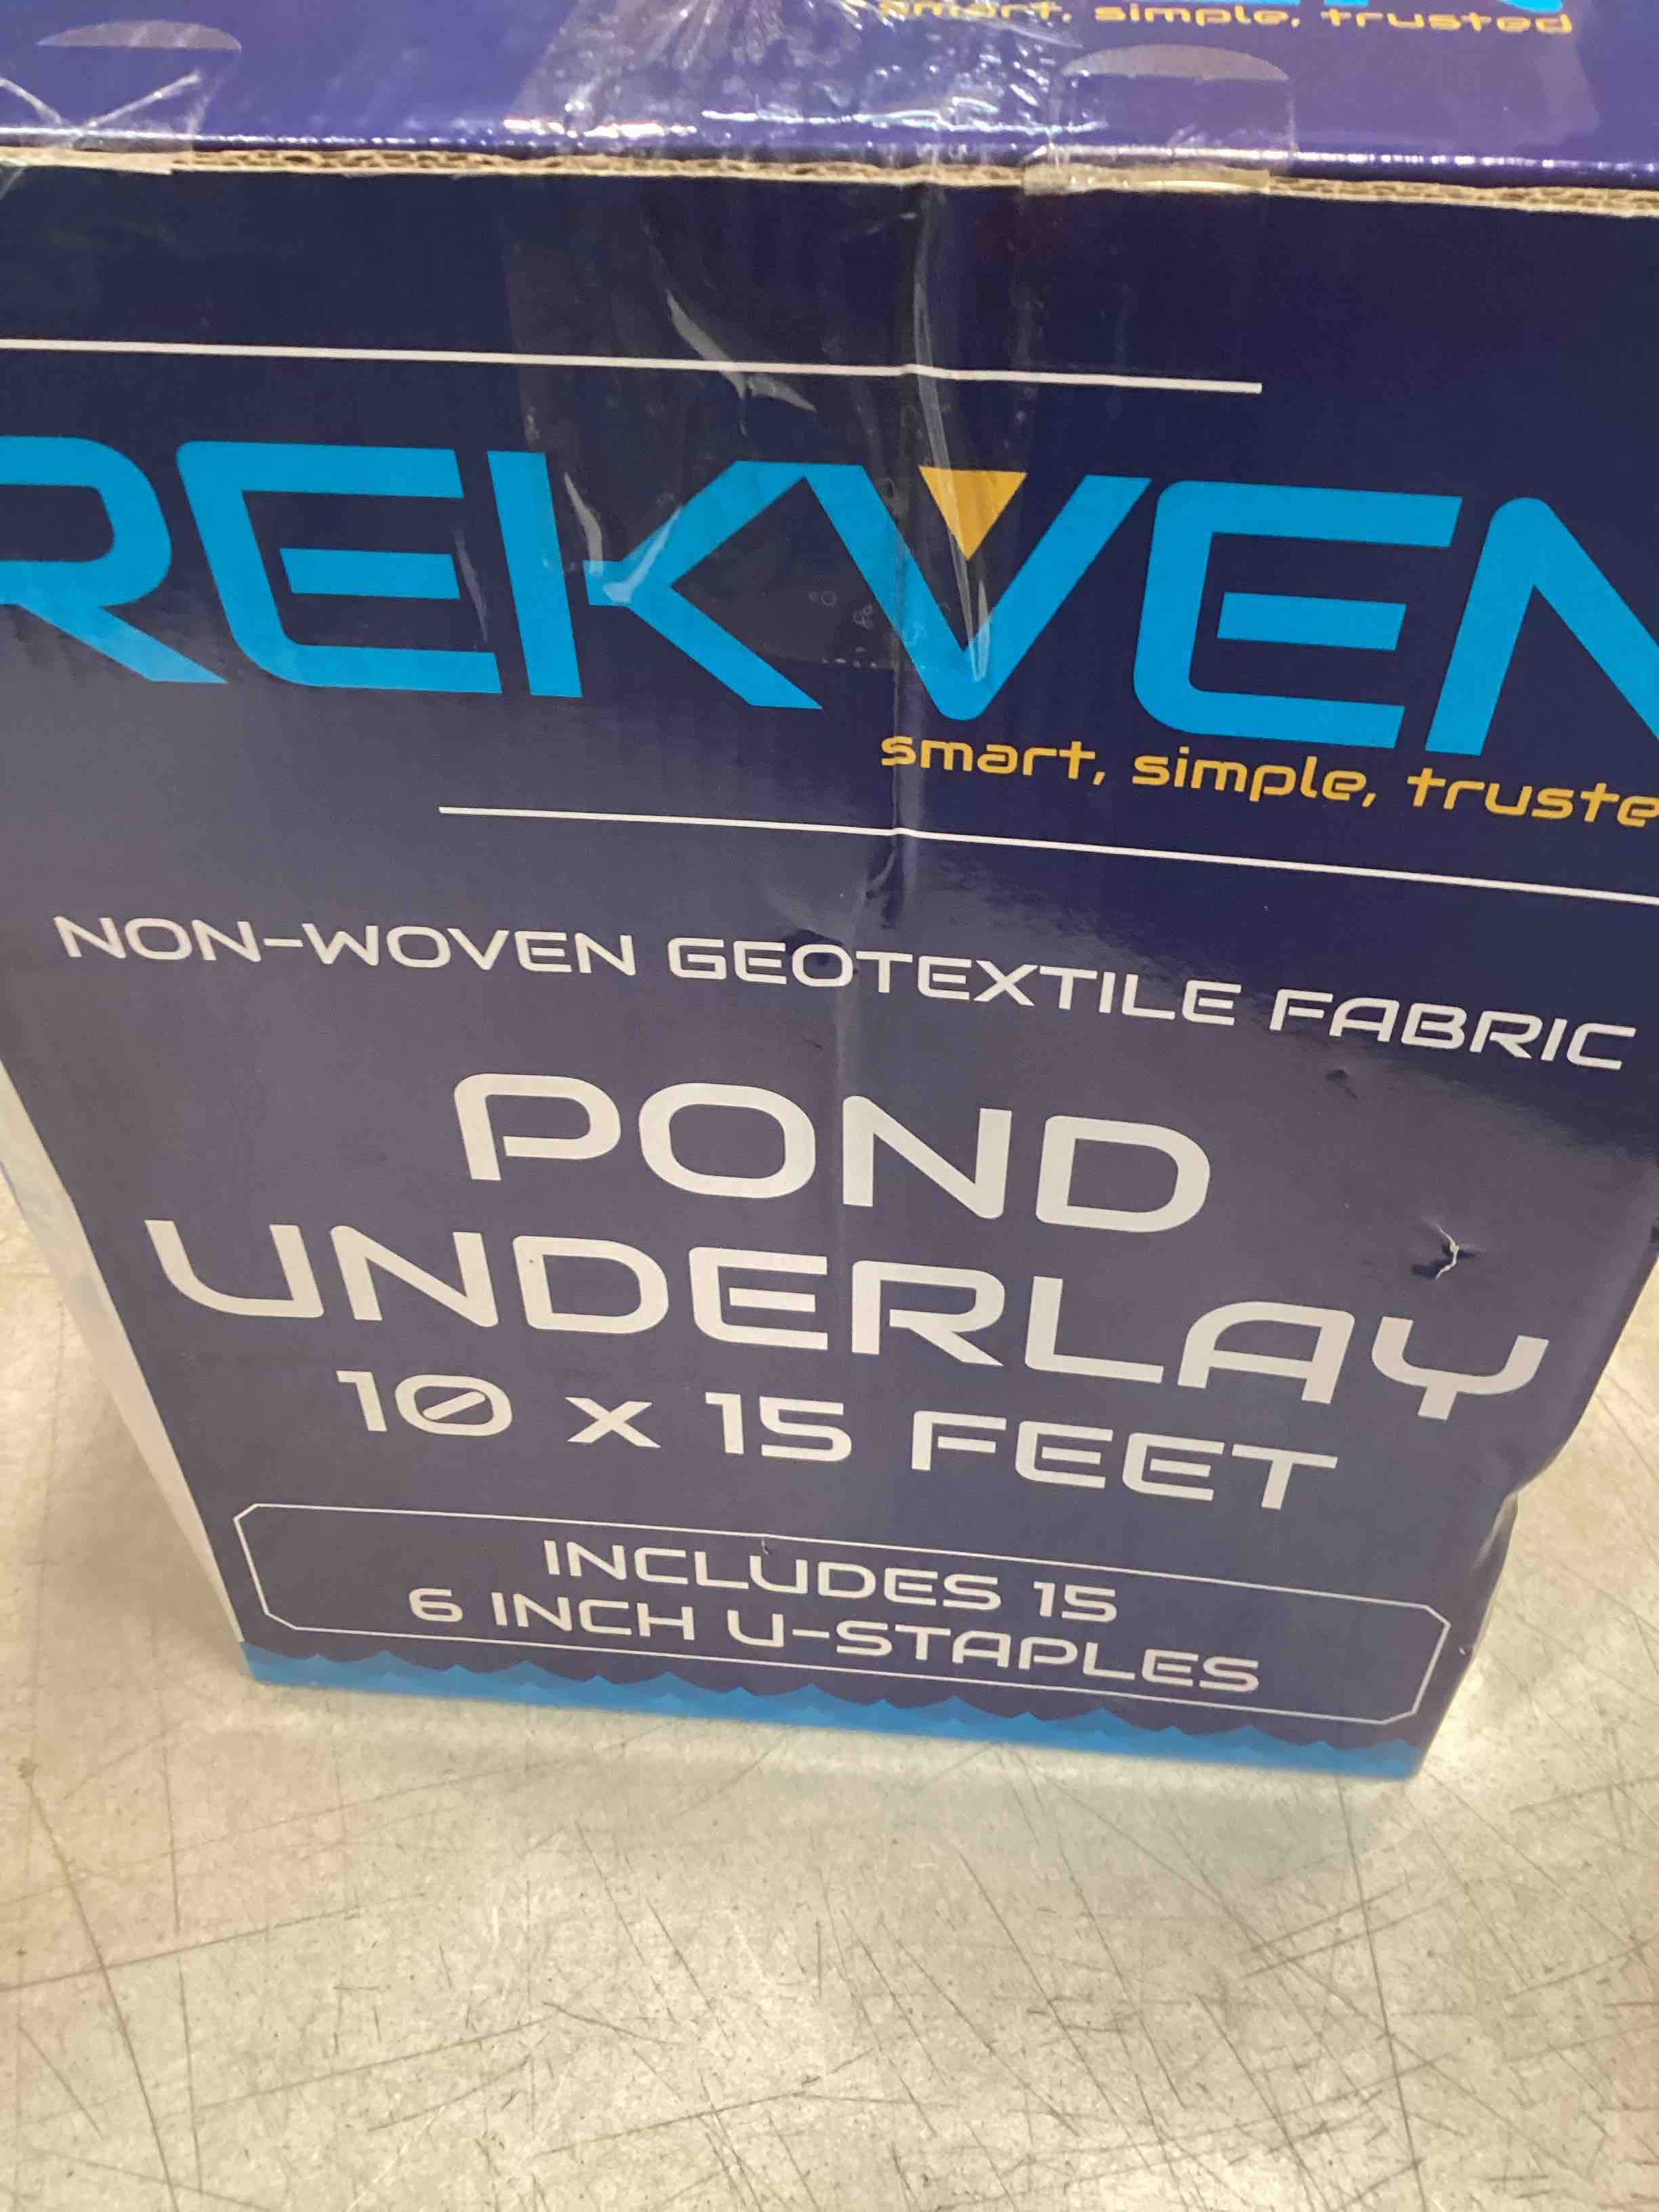 smart, simple, trusted
REKVEN
smart, simple, truste
NON-WOVEN GEOTEXTILE FABRIC
POND
UNDERLAY
10 x 15 FEET
INCLUDES 15
6 INCH U-STAPLES